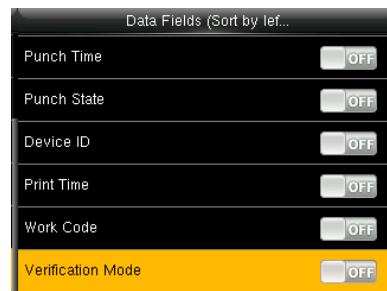 Data Fields (Sort by lef...
Punch Time OFF
Punch State OFF
Device ID OFF
Print Time OFF
Work Code OFF
Verification Mode OFF